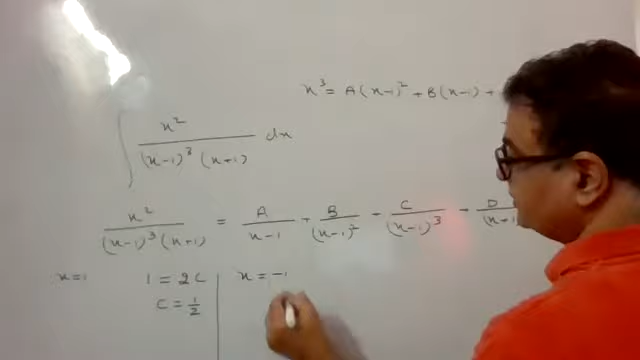 x³ = A(x-1)² + B(x-1) +
∫ x² / (x-1)³ (x+1) dx
x² / (x-1)³ (x+1) = A / x-1 + B / (x-1)² + C / (x-1)³ + D / (x+1
x=1 1 = 2C x = -1
C = 1/2